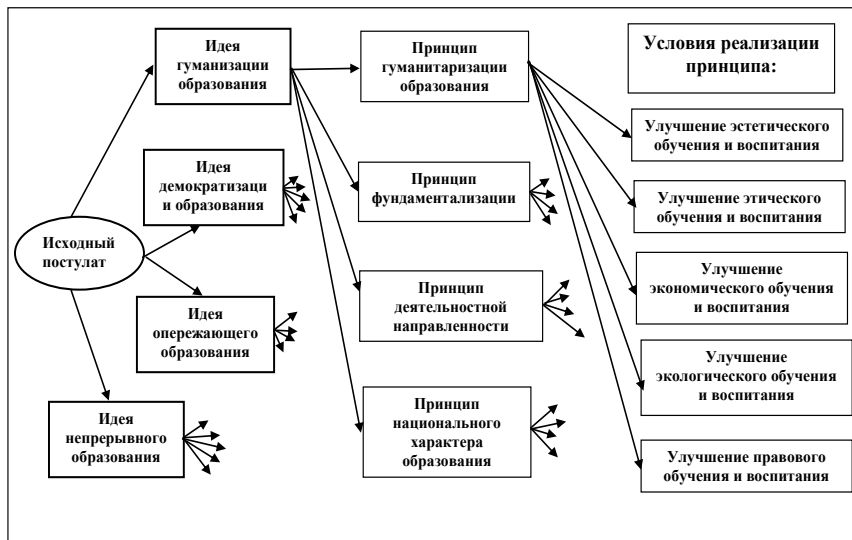 Идея
гуманизации
образования
Принцип
гуманитаризации
образования
Условия реализации
принципа:
Улучшение эстетического
обучения и воспитания
Идея
демократизаци
и образования
Принцип
фундаментализации
Улучшение этического
обучения и воспитания
Исходный
постулат
Улучшение
экономического обучения
и воспитания
Идея
опережающего
образования
Принцип
деятельностной
направленности
Улучшение
экологического обучения
и воспитания
Идея
непрерывного
образования
Принцип
национального
характера
образования
Улучшение правового
обучения и воспитания